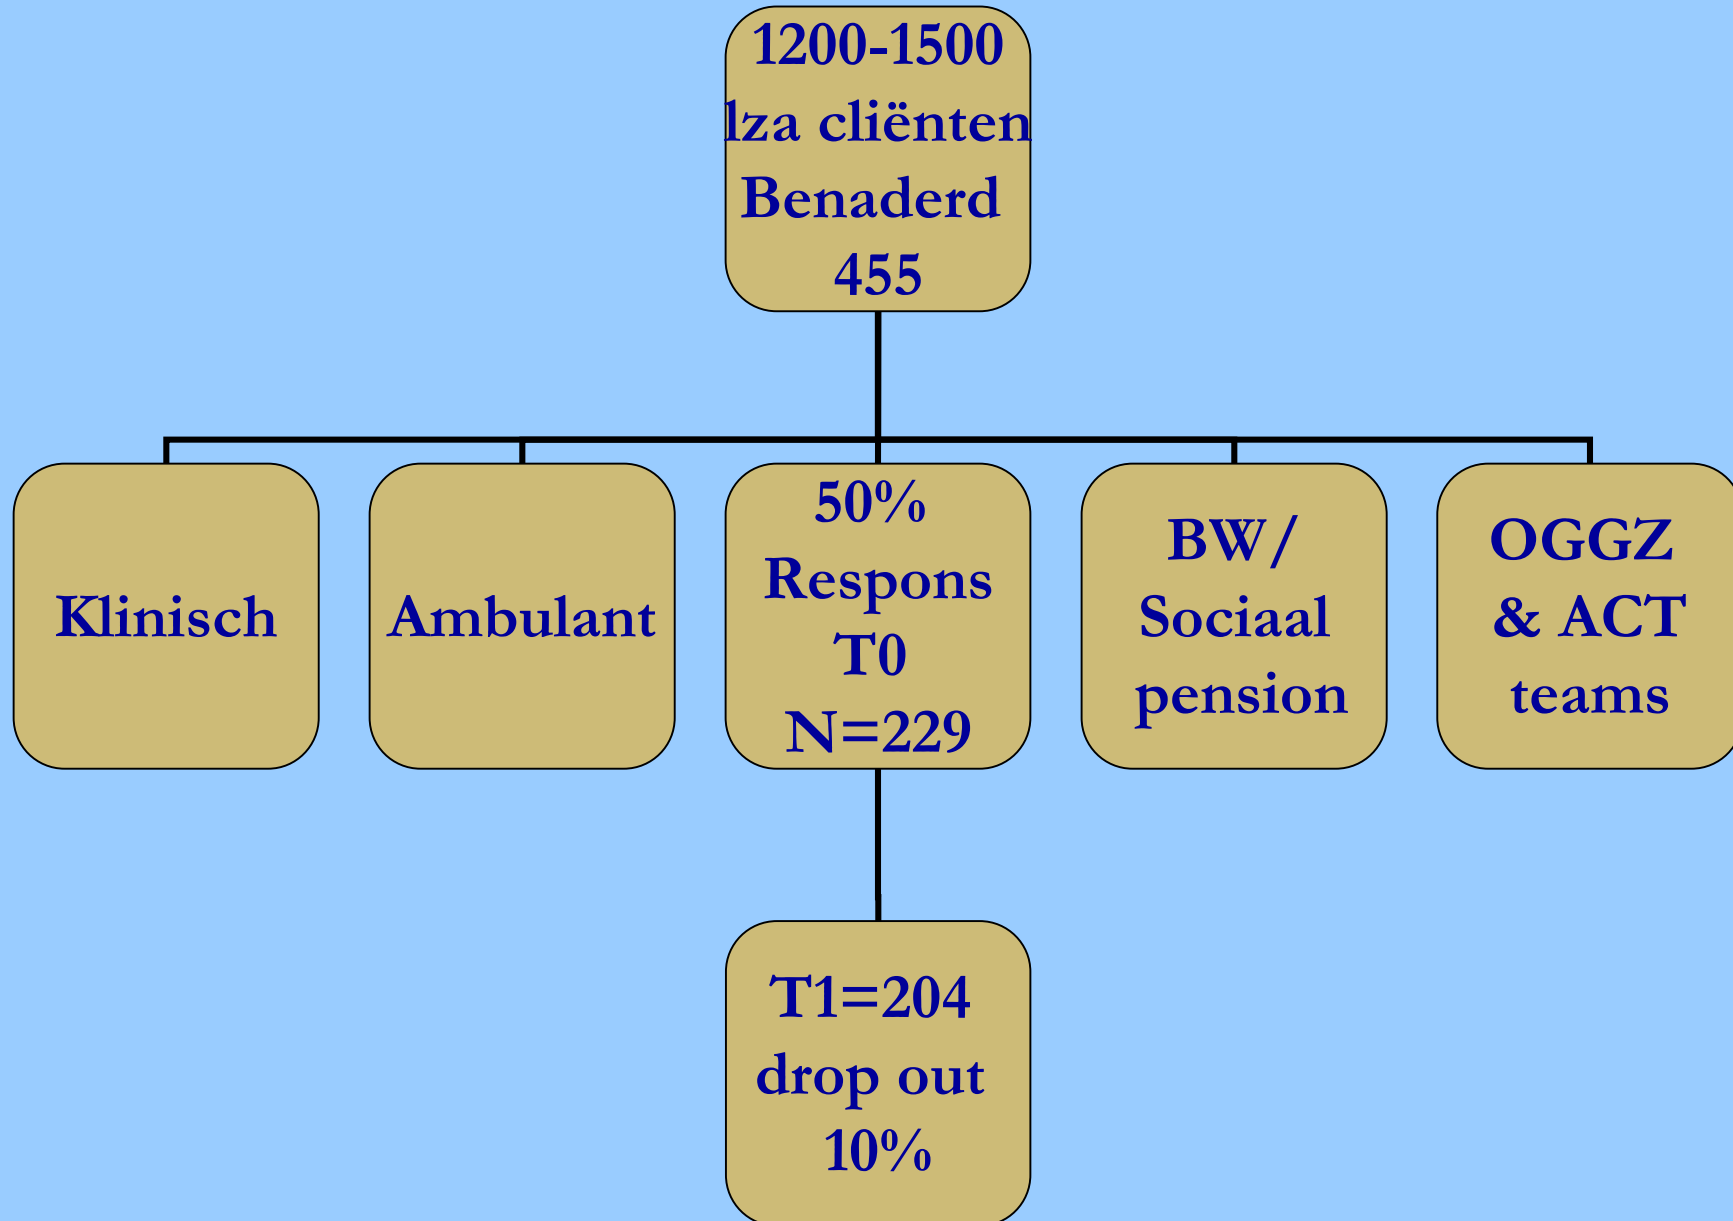 1200-1500
lza cliënten
Benaderd
455
Klinisch
Ambulant
50%
Respons
T0
N=229
BW/
Sociaal
pension
OGGZ
& ACT
teams
T1=204
drop out
10%